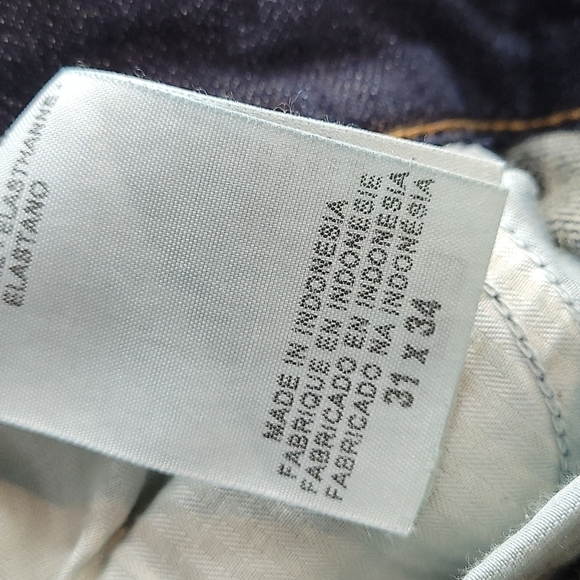 ELASTHANNE
ELASTANO
MADE IN INDONESIA
FABRIQUE EN INDONESIE
FABRICADO EN INDONESIA
FABRICADO NA INDONESIA
31 X 34